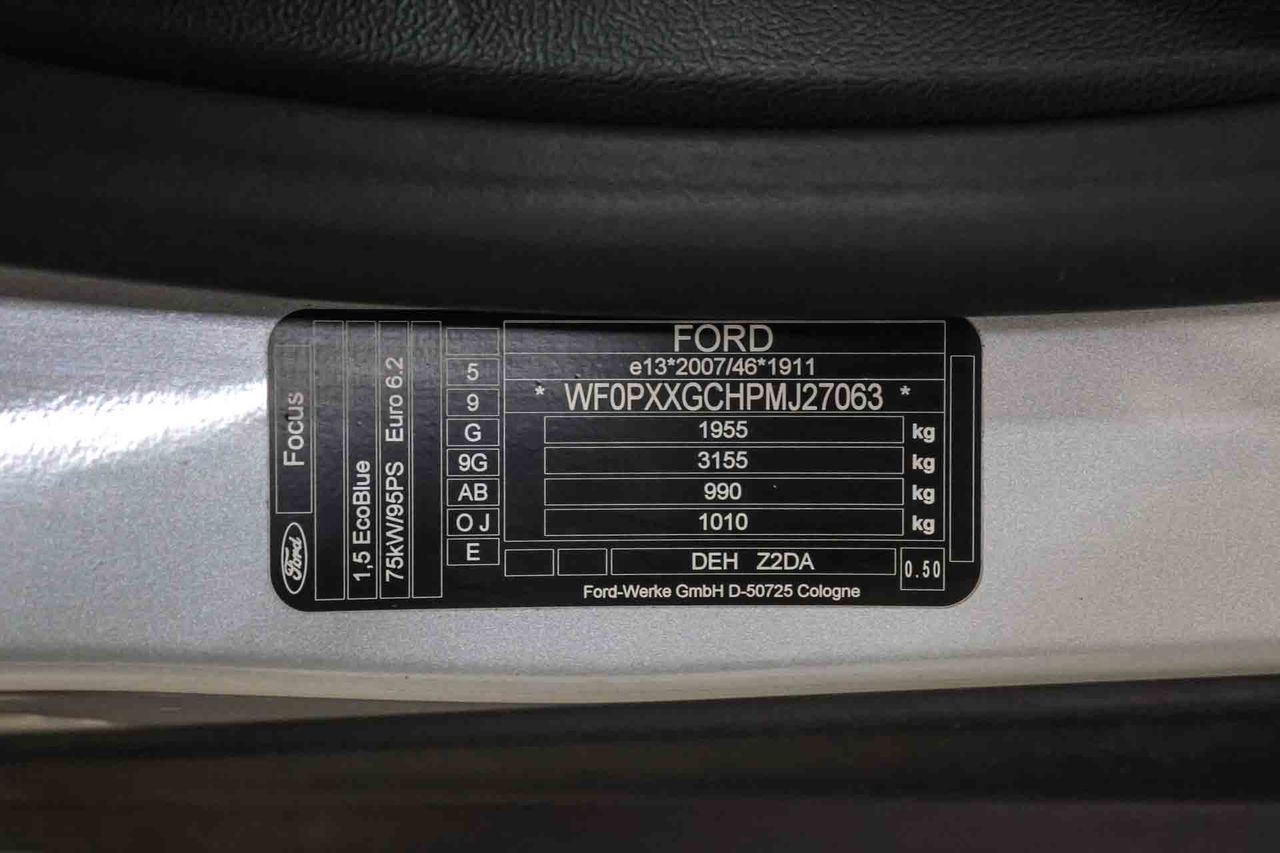 Focus
Ford
1,5 EcoBlue
75kW/95PS Euro 6.2
5
9
G
9G
AB
O J
E
FORD
e13*2007/46*1911
* WF0PXXGCHPMJ27063 *
1955 kg
3155 kg
990 kg
1010 kg
DEH Z2DA
0.50
Ford-Werke GmbH D-50725 Cologne